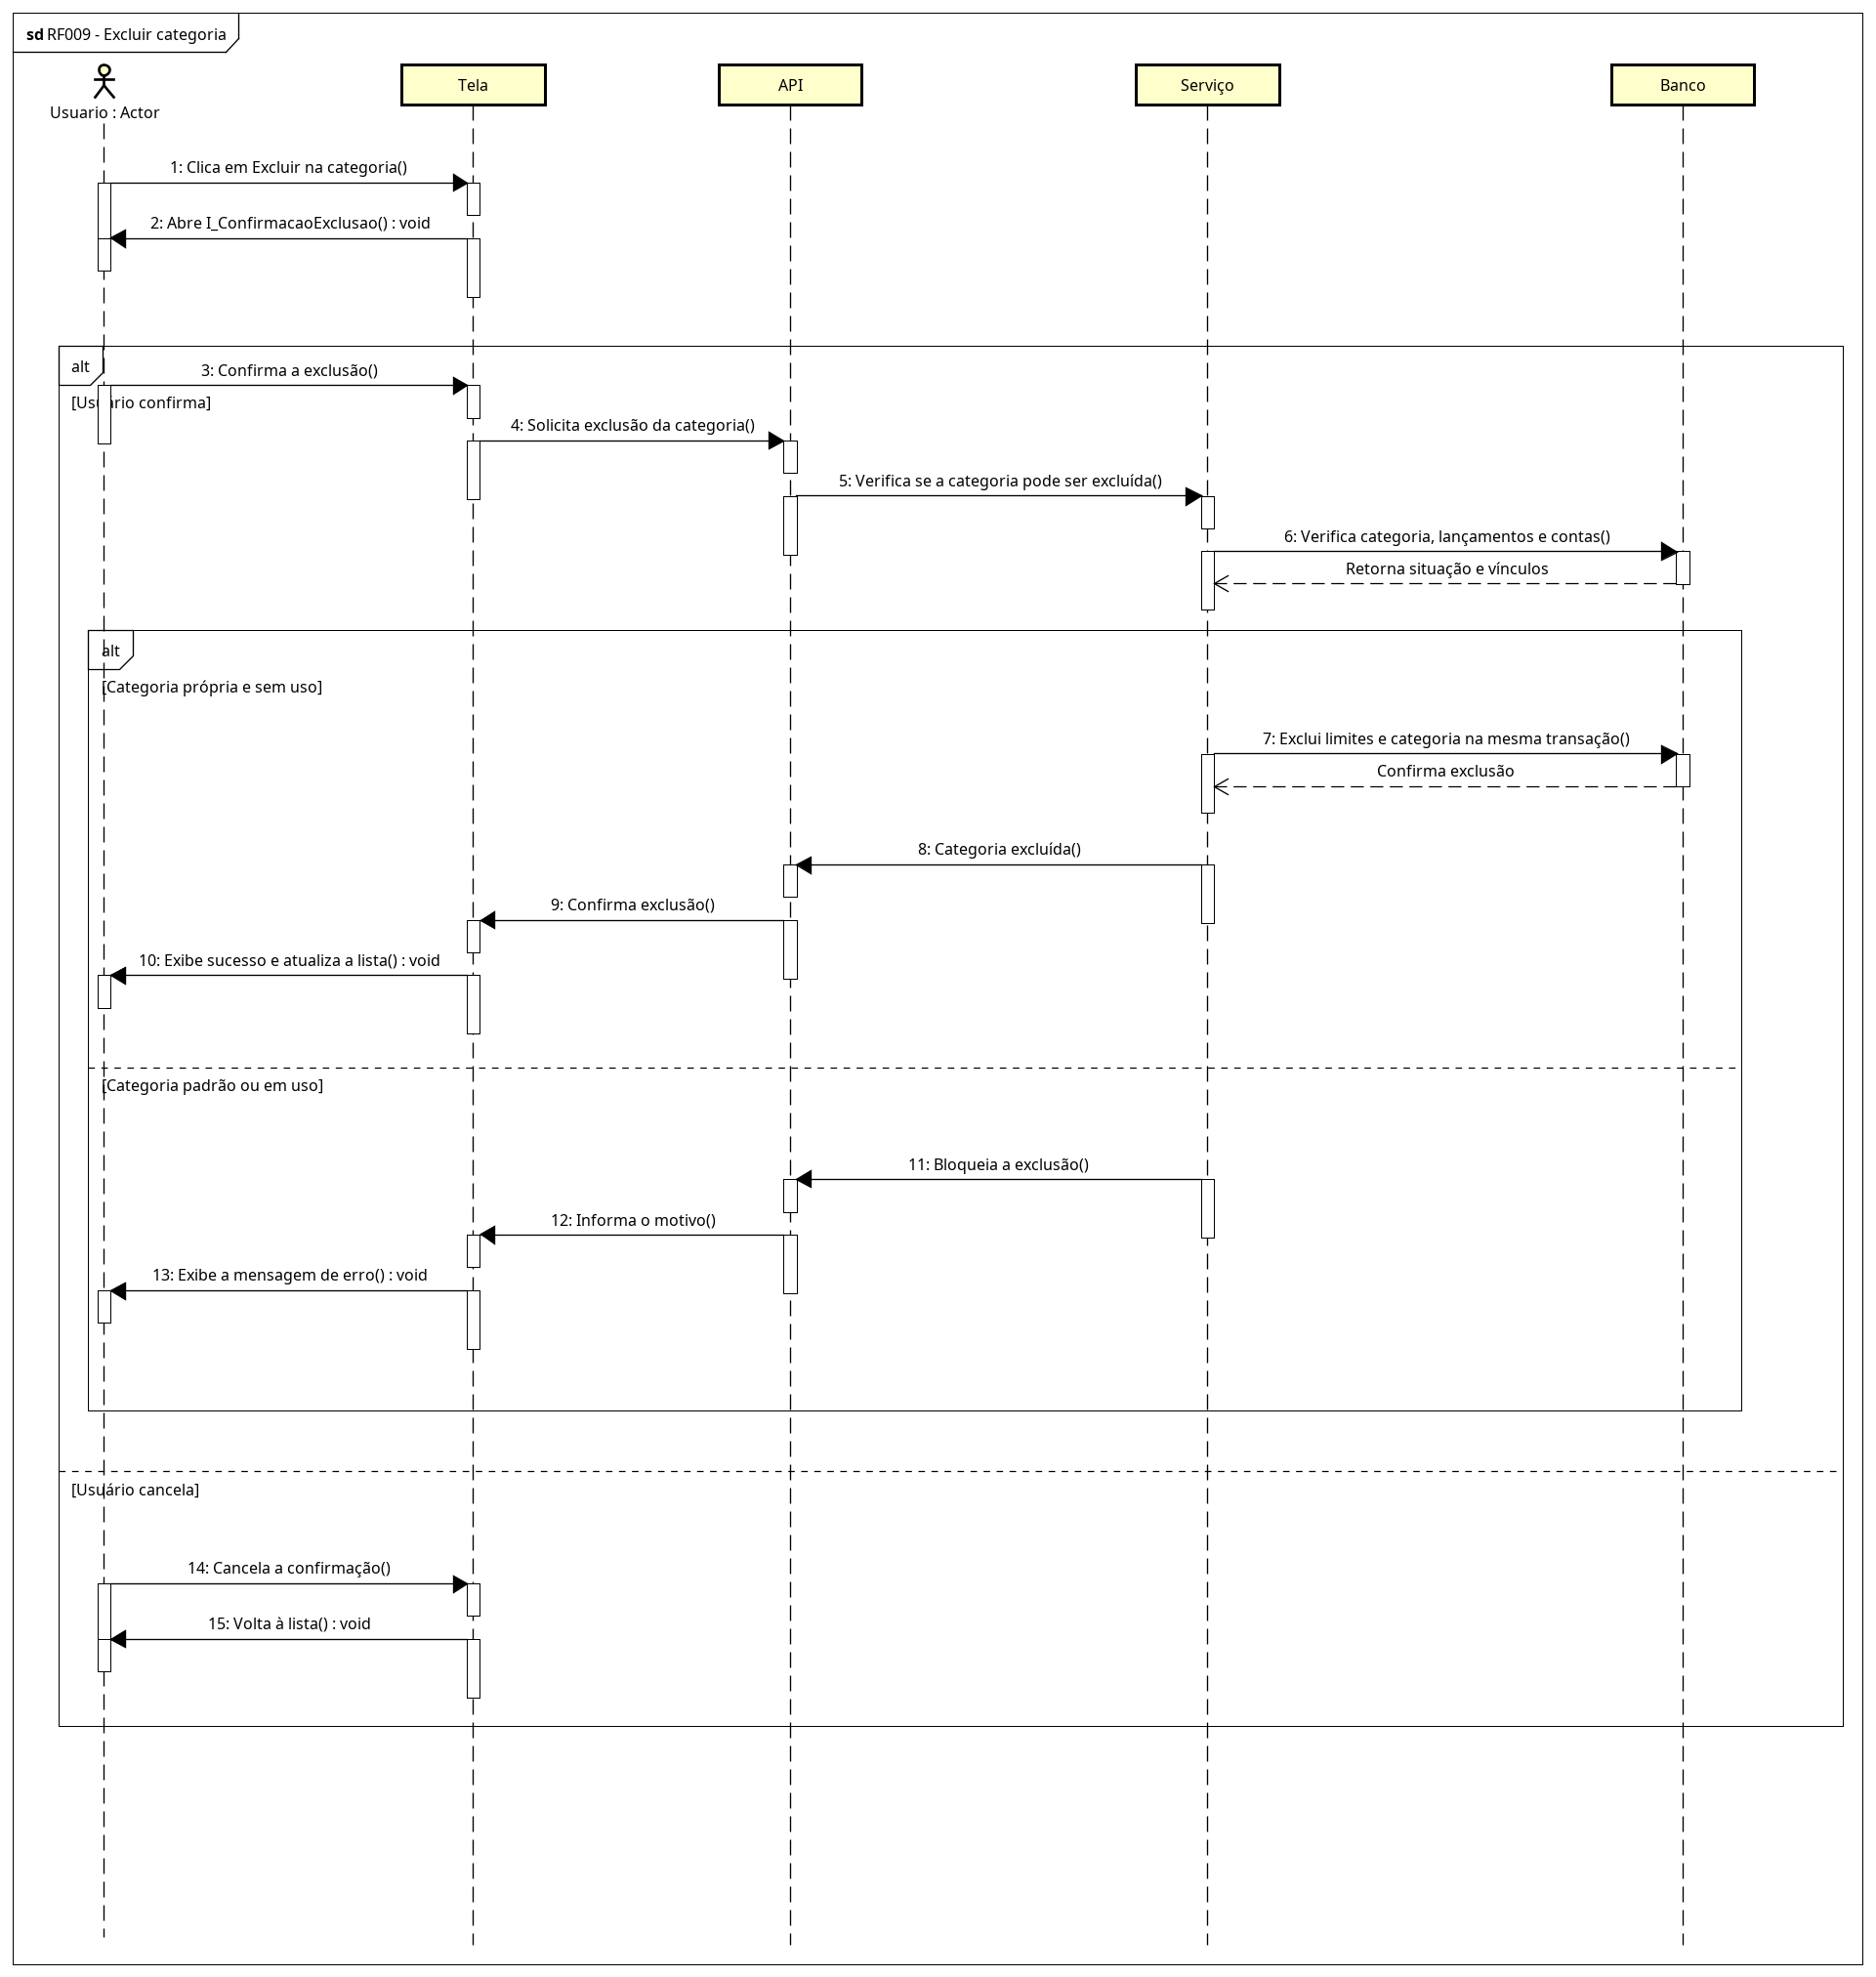 sd RF009 - Excluir categoria
Usuario : Actor
Tela
API
Serviço
Banco
1: Clica em Excluir na categoria()
2: Abre I_ConfirmacaoExclusao() : void
alt
3: Confirma a exclusão()
[Usuário confirma]
4: Solicita exclusão da categoria()
5: Verifica se a categoria pode ser excluída()
6: Verifica categoria, lançamentos e contas()
Retorna situação e vínculos
alt
[Categoria própria e sem uso]
7: Exclui limites e categoria na mesma transação()
Confirma exclusão
8: Categoria excluída()
9: Confirma exclusão()
10: Exibe sucesso e atualiza a lista() : void
[Categoria padrão ou em uso]
11: Bloqueia a exclusão()
12: Informa o motivo()
13: Exibe a mensagem de erro() : void
[Usuário cancela]
14: Cancela a confirmação()
15: Volta à lista() : void